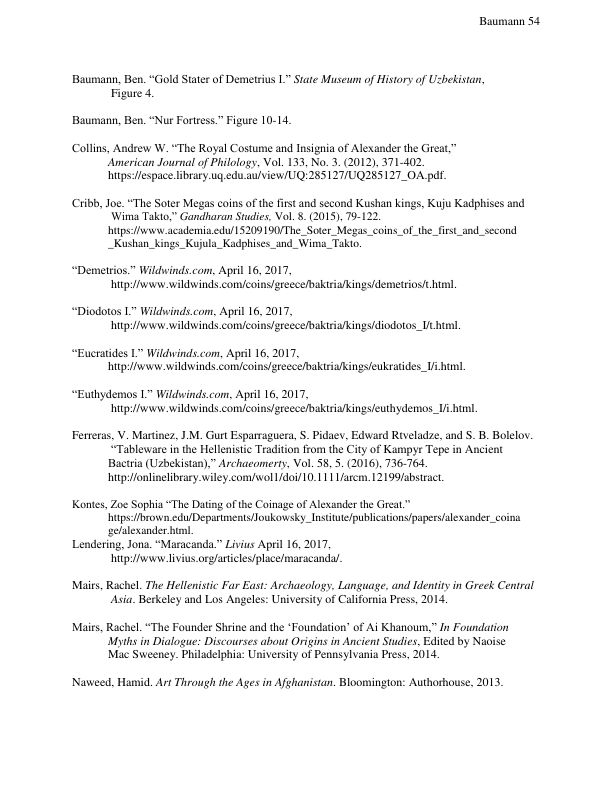 Baumann 54
Baumann, Ben. “Gold Stater of Demetrius I.” State Museum of History of Uzbekistan,
Figure 4.
Baumann, Ben. “Nur Fortress.” Figure 10-14.
Collins, Andrew W. “The Royal Costume and Insignia of Alexander the Great,”
American Journal of Philology, Vol. 133, No. 3. (2012), 371-402.
https://espace.library.uq.edu.au/view/UQ:285127/UQ285127_OA.pdf.
Cribb, Joe. “The Soter Megas coins of the first and second Kushan kings, Kuju Kadphises and
Wima Takto,” Gandharan Studies, Vol. 8. (2015), 79-122.
https://www.academia.edu/15209190/The_Soter_Megas_coins_of_the_first_and_second
_Kushan_kings_Kujula_Kadphises_and_Wima_Takto.
“Demetrios.” Wildwinds.com, April 16, 2017,
http://www.wildwinds.com/coins/greece/baktria/kings/demetrios/t.html.
“Diodotos I.” Wildwinds.com, April 16, 2017,
http://www.wildwinds.com/coins/greece/baktria/kings/diodotos_I/t.html.
“Eucratides I.” Wildwinds.com, April 16, 2017,
http://www.wildwinds.com/coins/greece/baktria/kings/eukratides_I/i.html.
“Euthydemos I.” Wildwinds.com, April 16, 2017,
http://www.wildwinds.com/coins/greece/baktria/kings/euthydemos_I/i.html.
Ferreras, V. Martinez, J.M. Gurt Esparraguera, S. Pidaev, Edward Rtveladze, and S. B. Bolelov.
“Tableware in the Hellenistic Tradition from the City of Kampyr Tepe in Ancient
Bactria (Uzbekistan),” Archaeomerty, Vol. 58, 5. (2016), 736-764.
http://onlinelibrary.wiley.com/wol1/doi/10.1111/arcm.12199/abstract.
Kontes, Zoe Sophia “The Dating of the Coinage of Alexander the Great.”
https://brown.edu/Departments/Joukowsky_Institute/publications/papers/alexander_coina
ge/alexander.html.
Lendering, Jona. “Maracanda.” Livius April 16, 2017,
http://www.livius.org/articles/place/maracanda/.
Mairs, Rachel. The Hellenistic Far East: Archaeology, Language, and Identity in Greek Central
Asia. Berkeley and Los Angeles: University of California Press, 2014.
Mairs, Rachel. “The Founder Shrine and the ‘Foundation’ of Ai Khanoum,” In Foundation
Myths in Dialogue: Discourses about Origins in Ancient Studies, Edited by Naoise
Mac Sweeney. Philadelphia: University of Pennsylvania Press, 2014.
Naweed, Hamid. Art Through the Ages in Afghanistan. Bloomington: Authorhouse, 2013.